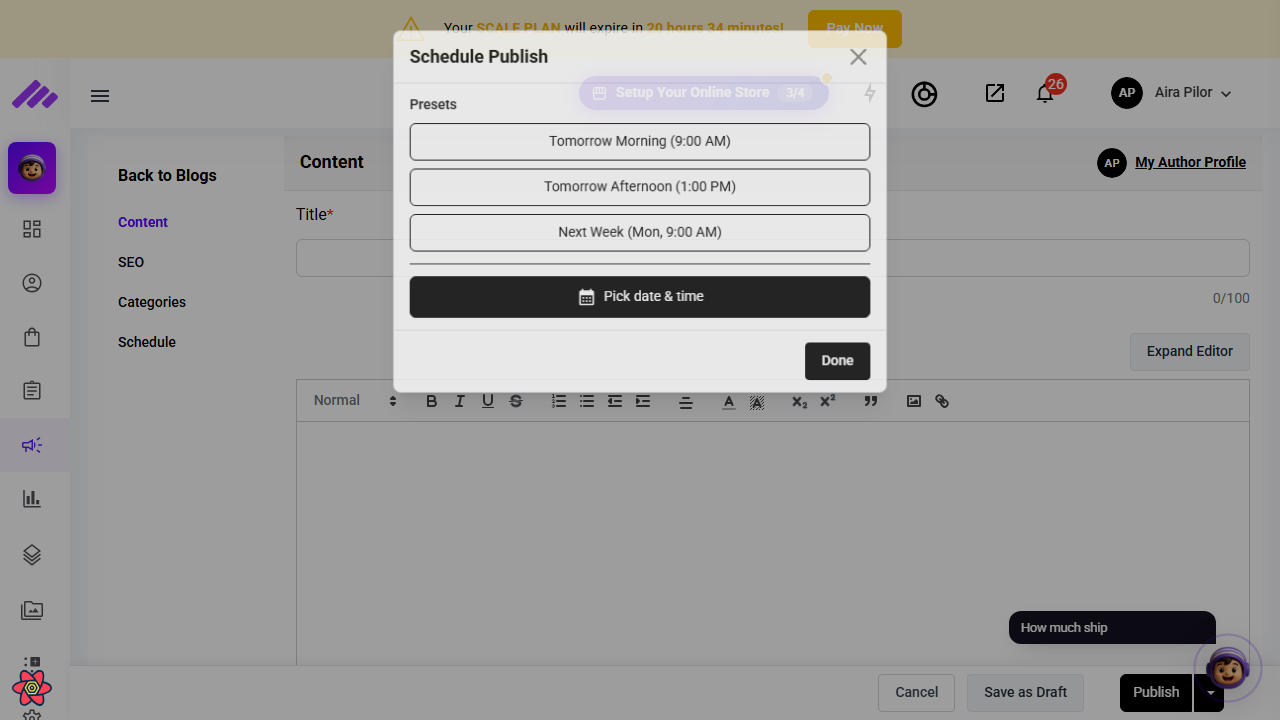 Your SCALE PLAN will expire in 20 hours 34 minutes!
Pay Now
Schedule Publish
Setup Your Online Store 3/4
26
AP
Aira Pilor
Presets
Tomorrow Morning (9:00 AM)
Tomorrow Afternoon (1:00 PM)
Next Week (Mon, 9:00 AM)
Pick date & time
Done
Back to Blogs
Content
SEO
Categories
Schedule
Content
AP
My Author Profile
Title*
0/100
Expand Editor
Normal
B I U S A A X₂ X²
How much ship
Cancel
Save as Draft
Publish